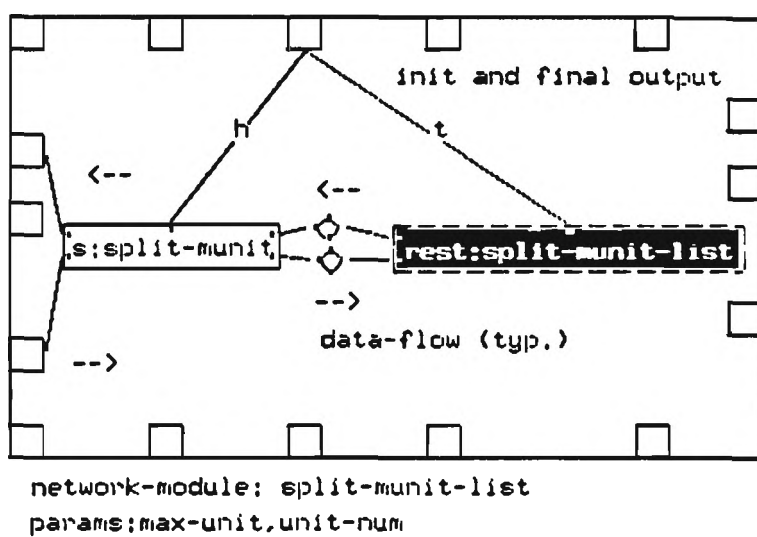 init and final output
h
t
<--
<--
s:split-munit
rest:split-munit-list
-->
data-flow (typ.)
-->
network-module: split-munit-list
params:max-unit,unit-num